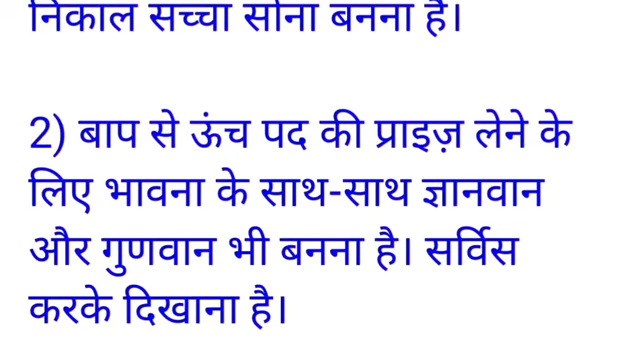 निकाल सच्चा सोना बनना है।
2) बाप से ऊंच पद की प्राइज़ लेने के
लिए भावना के साथ-साथ ज्ञानवान
और गुणवान भी बनना है। सर्विस
करके दिखाना है।